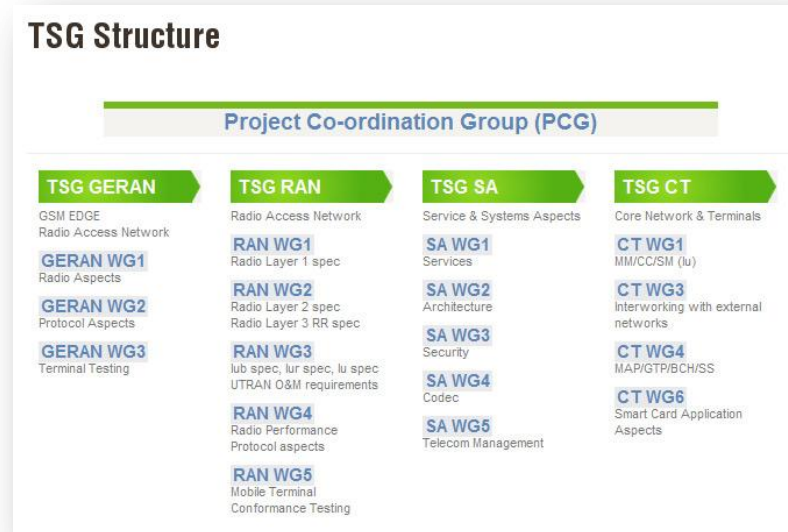 TSG Structure
Project Co-ordination Group (PCG)
TSG GERAN
GSM EDGE
Radio Access Network
GERAN WG1
Radio Aspects
GERAN WG2
Protocol Aspects
GERAN WG3
Terminal Testing
TSG RAN
Radio Access Network
RAN WG1
Radio Layer 1 spec
RAN WG2
Radio Layer 2 spec
Radio Layer 3 RR spec
RAN WG3
Iub spec, Iur spec, Iu spec
UTRAN O&M requirements
RAN WG4
Radio Performance
Protocol aspects
RAN WG5
Mobile Terminal
Conformance Testing
TSG SA
Service & Systems Aspects
SA WG1
Services
SA WG2
Architecture
SA WG3
Security
SA WG4
Codec
SA WG5
Telecom Management
TSG CT
Core Network & Terminals
CT WG1
MM/CC/SM (Iu)
CT WG3
Interworking with external
networks
CT WG4
MAP/GTP/BCH/SS
CT WG6
Smart Card Application
Aspects